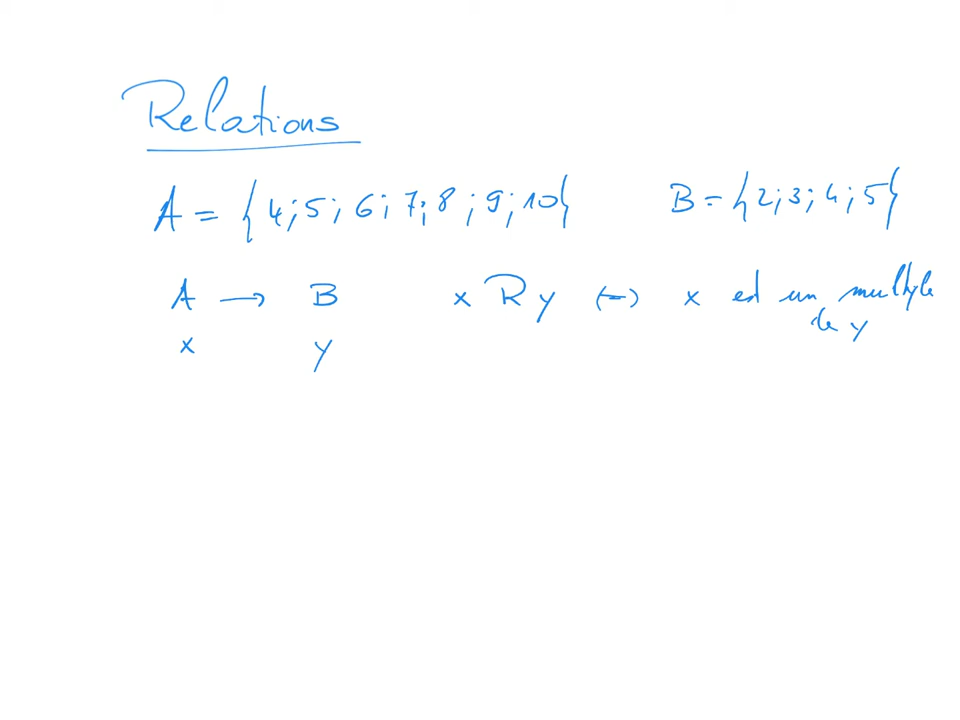 Relations
A = {4;5;6;7;8;9;10} B = {2;3;4;5}
A → B x R y ↔ x est un multiple
de y
x y